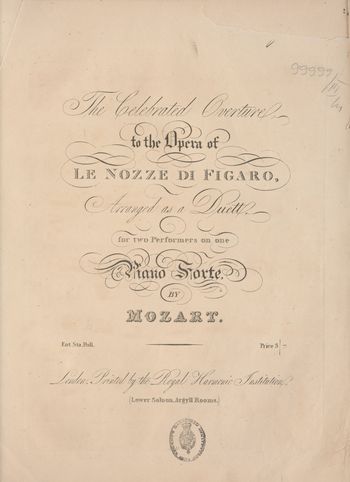 99999
The Celebrated Overture,
to the Opera of
LE NOZZE DI FIGARO,
Arranged as a Duett,
for two Performers on one
Piano Forte,
BY
MOZART.
Ent. Sta. Hall. Price 3/-
London, Printed by the Royal Harmonic Institution,
(Lower Saloon, Argyll Rooms.)